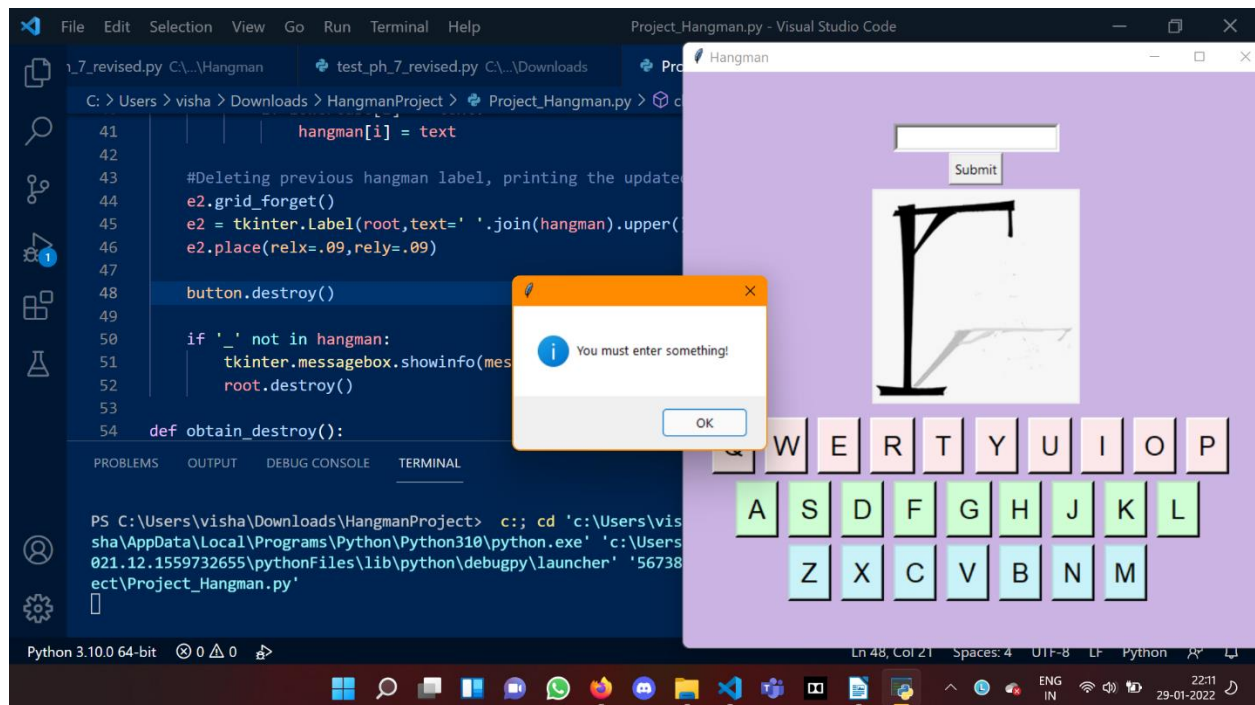 File Edit Selection View Go Run Terminal Help
Project_Hangman.py - Visual Studio Code
_7_revised.py C:\...\Hangman
test_ph_7_revised.py C:\...\Downloads
Pro
C: > Users > visha > Downloads > HangmanProject > Project_Hangman.py >
41 hangman[i] = text
42
43 #Deleting previous hangman label, printing the updated
44 e2.grid_forget()
45 e2 = tkinter.Label(root,text=' '.join(hangman).upper(
46 e2.place(relx=.09,rely=.09)
47
48 button.destroy()
49
50 if '_' not in hangman:
51 tkinter.messagebox.showinfo(mes
52 root.destroy()
53
54 def obtain_destroy():
PROBLEMS OUTPUT DEBUG CONSOLE TERMINAL
PS C:\Users\visha\Downloads\HangmanProject> c:; cd 'c:\Users\vis
sha\AppData\Local\Programs\Python\Python310\python.exe' 'c:\Users
021.12.1559732655\pythonFiles\lib\python\debugpy\launcher' '56738
ect\Project_Hangman.py'
1
Python 3.10.0 64-bit 0 0
Ln 48, Col 21 Spaces: 4 UTF-8 LF Python
Hangman
Submit
You must enter something!
OK
Q W E R T Y U I O P
A S D F G H J K L
Z X C V B N M
ENG
IN
22:11
29-01-2022